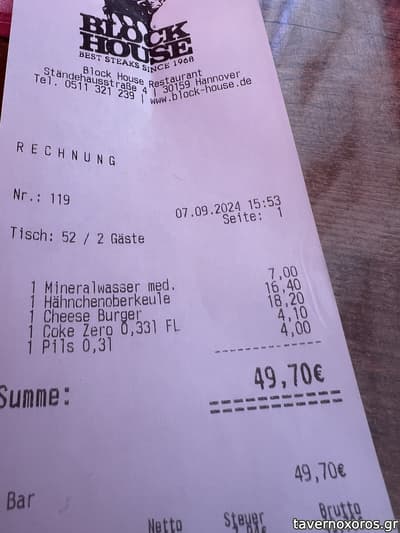 BLOCK
HOUSE
BEST STEAKS SINCE 1968
Block House Restaurant
Ständehausstraße 4 | 30159 Hannover
Tel. 0511 321 239 | www.block-house.de
RECHNUNG
Nr.: 119
07.09.2024 15:53
Seite: 1
Tisch: 52 / 2 Gäste
1 Mineralwasser med. 7,00
1 Hähnchenoberkeule 16,40
1 Cheese Burger 18,20
1 Coke Zero 0,33l FL 4,10
1 Pils 0,3l 4,00
Summe: 49,70€
Bar 49,70€
Netto Steuer Brutto
tavernoxoros.gr